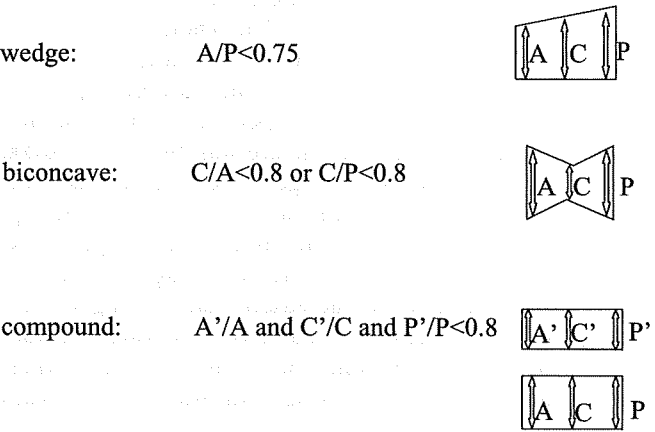 wedge: A/P<0.75 A C P
biconcave: C/A<0.8 or C/P<0.8 A C P
compound: A’/A and C’/C and P’/P<0.8 A’ C’ P’
A C P